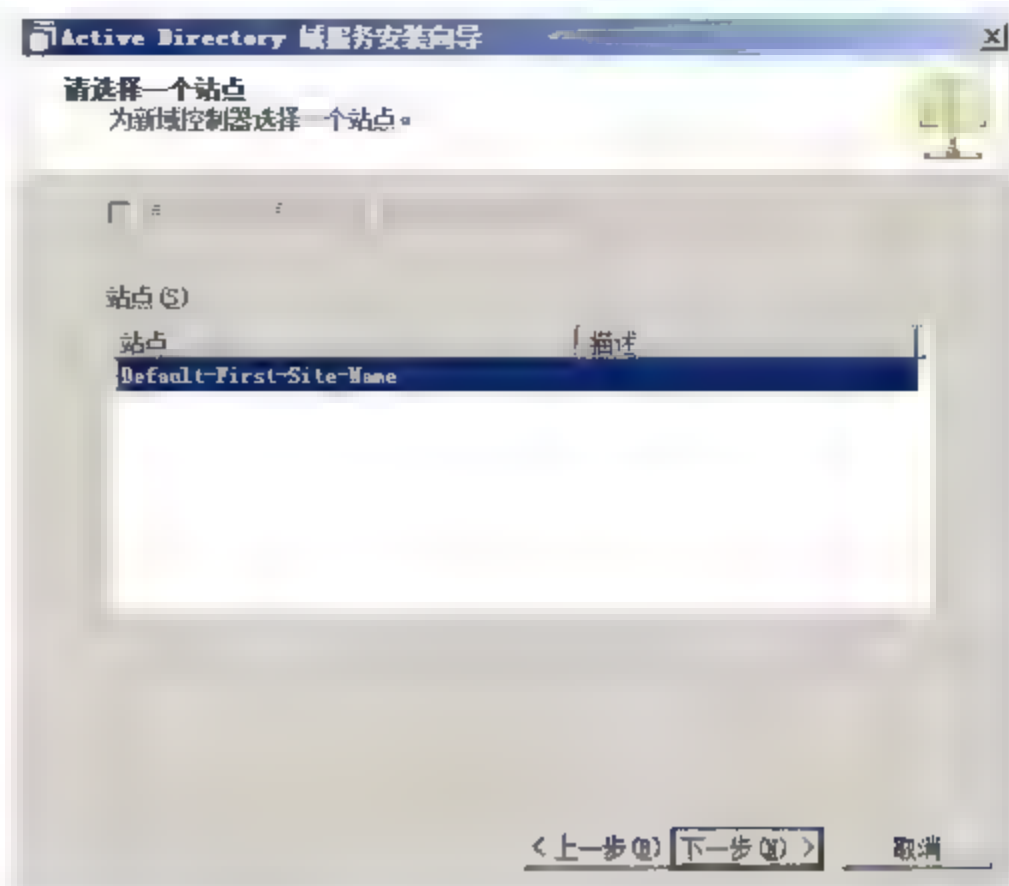 Active Directory 域服务安装向导
请选择一个站点
为新域控制器选择一个站点。
站点(S)
站点 描述
Default-First-Site-Name
< 上一步(B) 下一步(N) > 取消